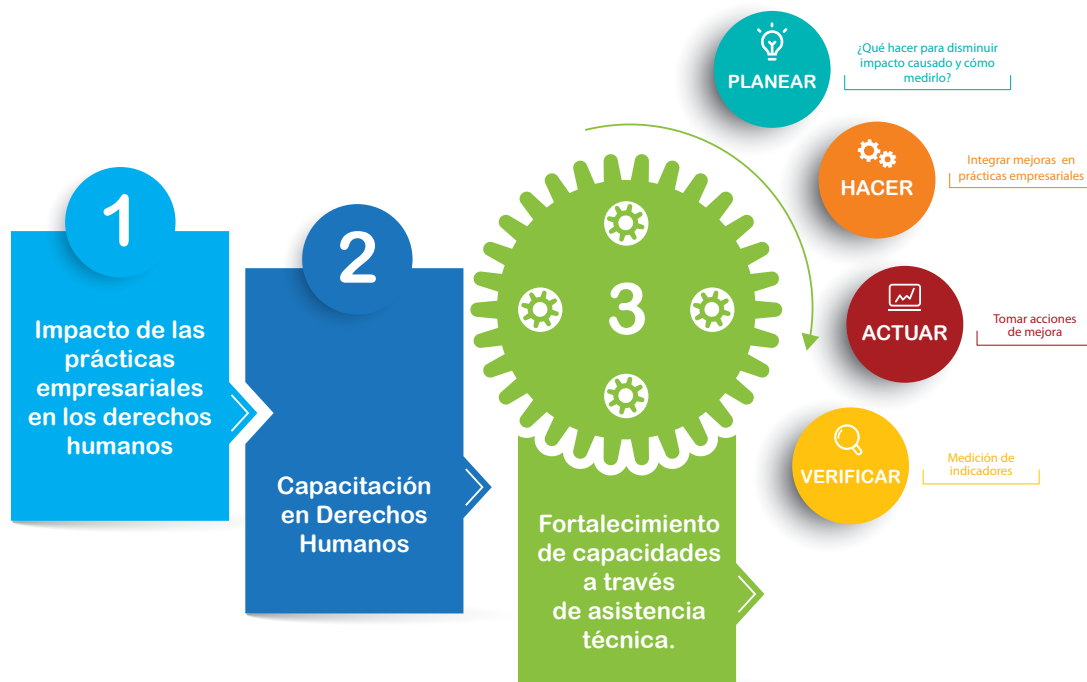 1
Impacto de las
prácticas
empresariales
en los derechos
humanos
2
Capacitación
en Derechos
Humanos
3
Fortalecimiento
de capacidades
a través
de asistencia
técnica.
PLANEAR
¿Qué hacer para disminuir
impacto causado y cómo
medirlo?
HACER
Integrar mejoras en
prácticas empresariales
ACTUAR
Tomar acciones
de mejora
VERIFICAR
Medición de
indicadores